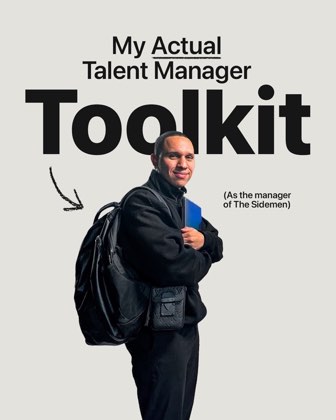 My Actual
Talent Manager
Toolkit
(As the manager
of The Sidemen)